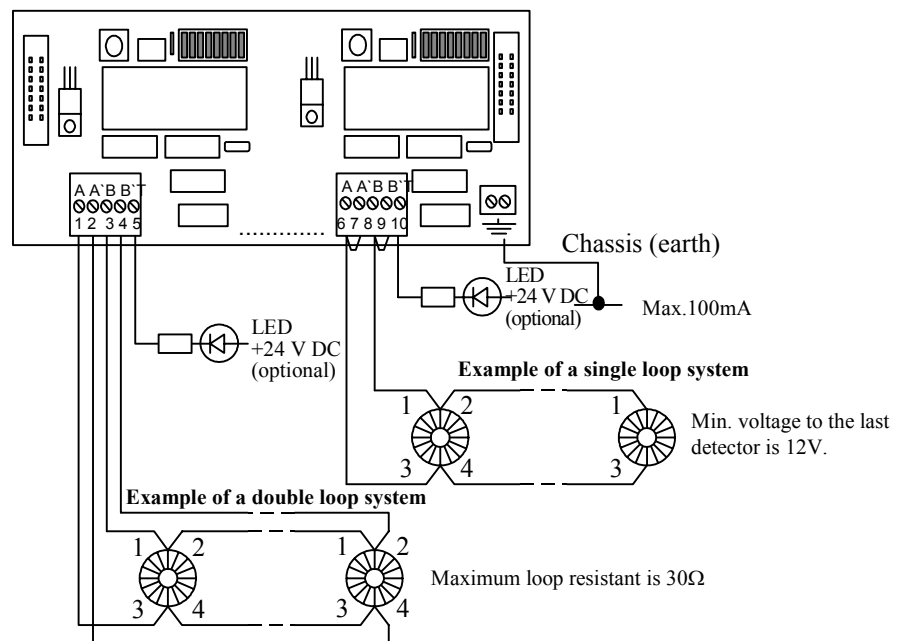 A A`B B`T
1 2 3 4 5
A A`B B`T
6 7 8 9 10
Chassis (earth)
LED
+24 V DC
(optional)
Max.100mA
LED
+24 V DC
(optional)
Example of a single loop system
1 2
3 4
1
3
Min. voltage to the last
detector is 12V.
Example of a double loop system
1 2
3 4
1 2
3 4
Maximum loop resistant is 30Ω